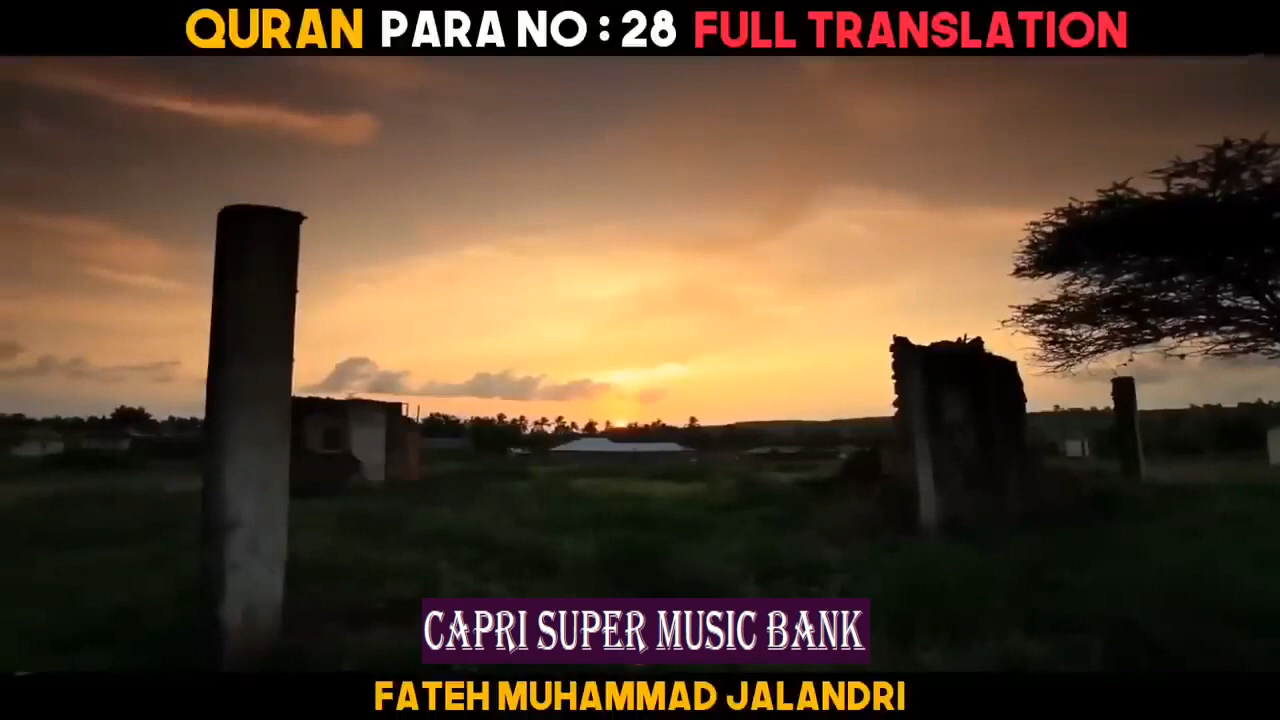 QURAN PARA NO : 28 FULL TRANSLATION
CAPRI SUPER MUSIC BANK
FATEH MUHAMMAD JALANDRI